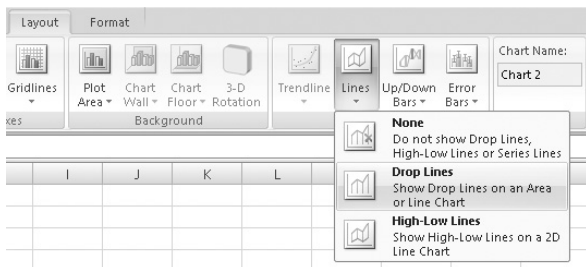 Layout Format
Gridlines
Plot Area
Chart Wall
Chart Floor
3-D Rotation
Trendline
Lines
Up/Down Bars
Error Bars
Chart Name:
Chart 2
xes
Background
None
Do not show Drop Lines,
High-Low Lines or Series Lines
Drop Lines
Show Drop Lines on an Area
or Line Chart
High-Low Lines
Show High-Low Lines on a 2D
Line Chart
I J K L